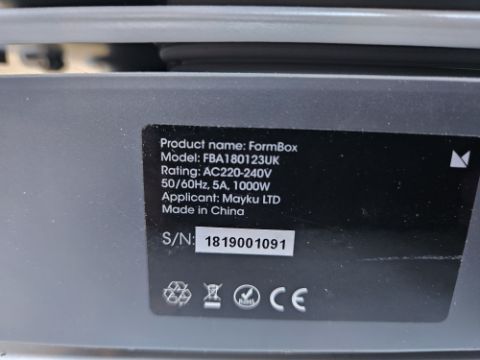 Product name: FormBox
Model: FBA180123UK
Rating: AC220-240V
50/60Hz, 5A, 1000W
Applicant: Mayku LTD
Made in China
S/N: 1819001091
RoHS
CE